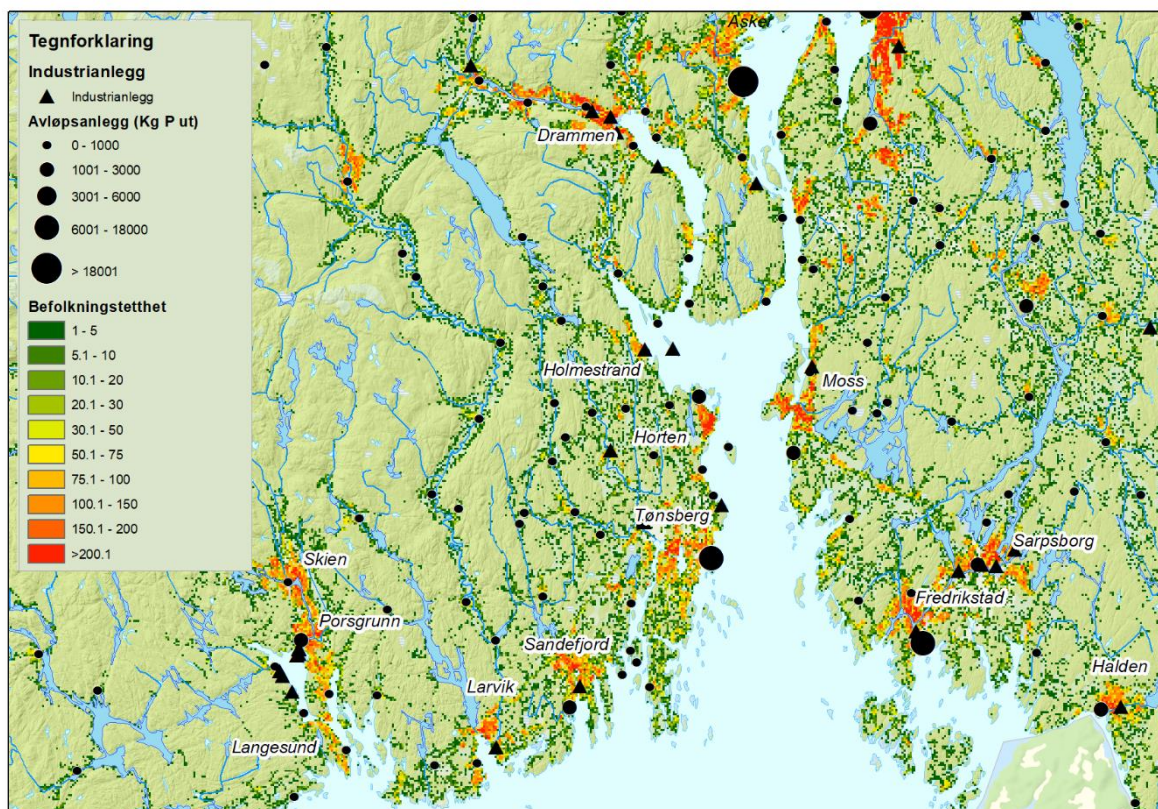 Tegnforklaring
Industrianlegg
Industrianlegg
Avløpsanlegg (Kg P ut)
0 - 1000
1001 - 3000
3001 - 6000
6001 - 18000
> 18001
Befolkningstetthet
1 - 5
5.1 - 10
10.1 - 20
20.1 - 30
30.1 - 50
50.1 - 75
75.1 - 100
100.1 - 150
150.1 - 200
>200.1
Asker
Drammen
Holmestrand
Moss
Horten
Tønsberg
Sarpsborg
Skien
Fredrikstad
Porsgrunn
Sandefjord
Halden
Larvik
Langesund